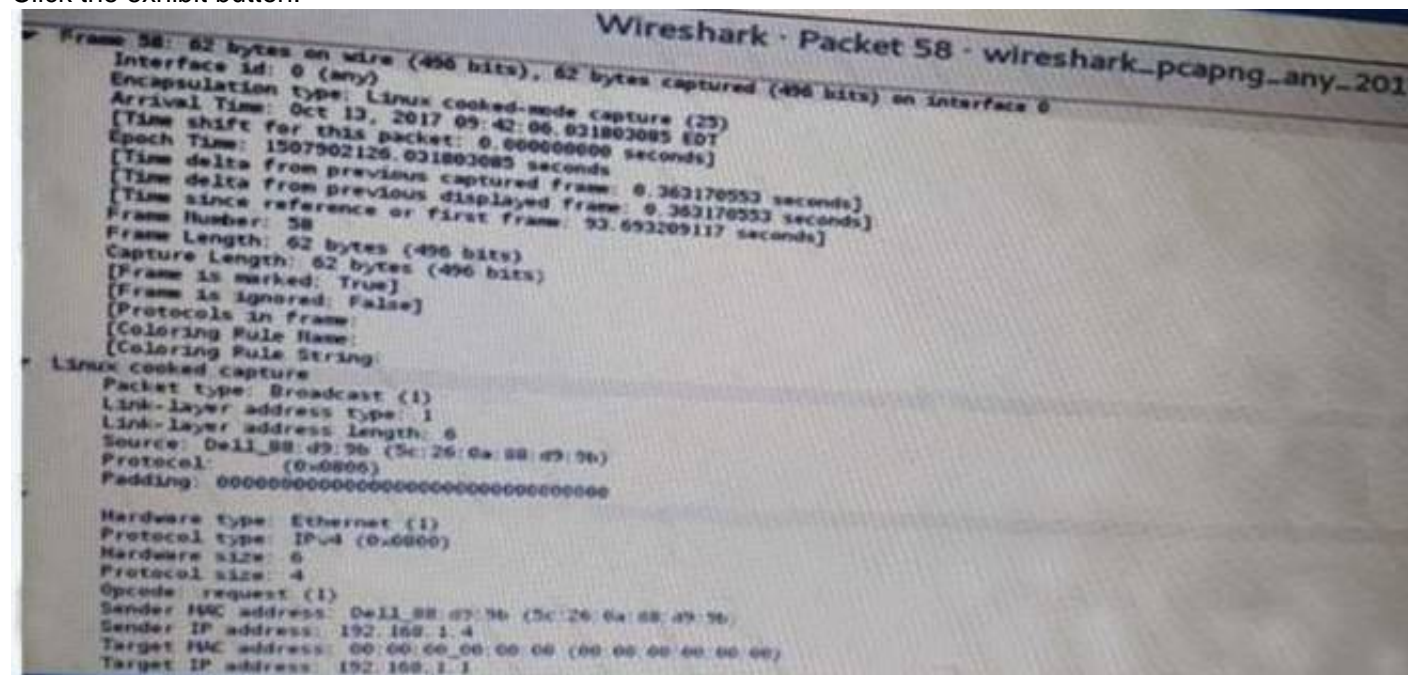 Click the exhibit button.
Wireshark · Packet 58 · wireshark_pcapng_any_201
Frame 58: 62 bytes on wire (496 bits), 62 bytes captured (496 bits) on interface 0
Interface id: 0 (any)
Encapsulation type: Linux cooked-mode capture (25)
Arrival Time: Oct 13, 2017 09:42:06.031803085 EDT
[Time shift for this packet: 0.000000000 seconds]
Epoch Time: 1507902126.031803085 seconds
[Time delta from previous captured frame: 0.363170553 seconds]
[Time delta from previous displayed frame: 0.363170553 seconds]
[Time since reference or first frame: 93.693209117 seconds]
Frame Number: 58
Frame Length: 62 bytes (496 bits)
Capture Length: 62 bytes (496 bits)
[Frame is marked: True]
[Frame is ignored: False]
[Protocols in frame:
[Coloring Rule Name:
[Coloring Rule String:
Linux cooked capture
Packet type: Broadcast (1)
Link-layer address type: 1
Link-layer address length: 6
Source: Dell_88:d9:9b (5c:26:0a:88:d9:9b)
Protocol: (0x0806)
Padding: 00000000000000000000000000000000
Hardware type: Ethernet (1)
Protocol type: IPv4 (0x0800)
Hardware size: 6
Protocol size: 4
Opcode: request (1)
Sender MAC address: Dell_88:d9:9b (5c:26:0a:88:d9:9b)
Sender IP address: 192.168.1.4
Target MAC address: 00:00:00_00:00:00 (00:00:00:00:00:00)
Target IP address: 192.168.1.1